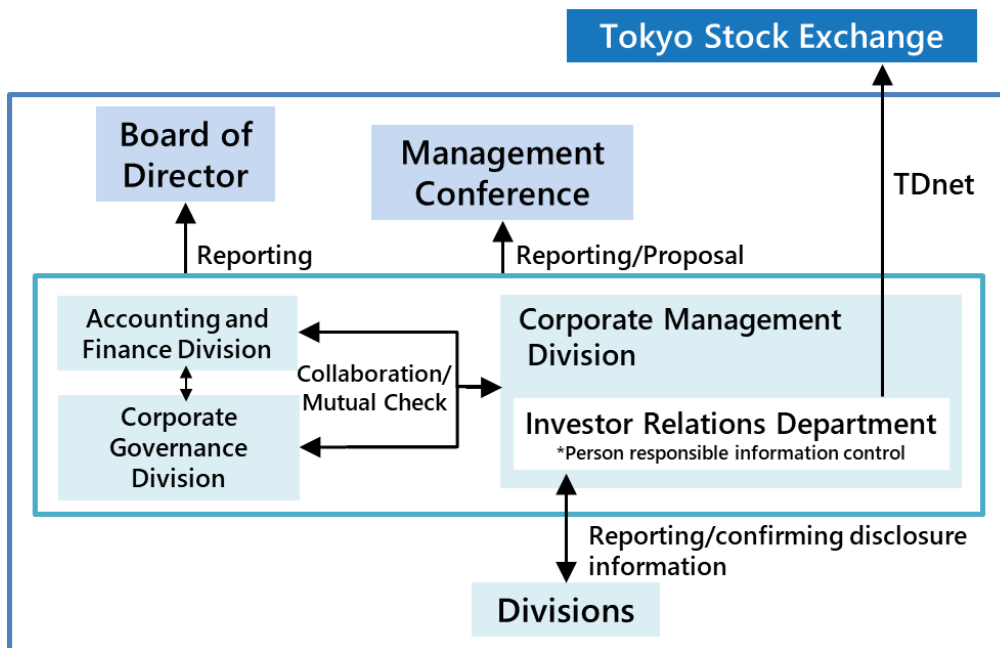 Tokyo Stock Exchange
Board of
Director
Management
Conference
TDnet
Reporting
Reporting/Proposal
Accounting and
Finance Division
Corporate Management
Division
Collaboration/
Mutual Check
Corporate
Governance
Division
Investor Relations Department
*Person responsible information control
Reporting/confirming disclosure
information
Divisions